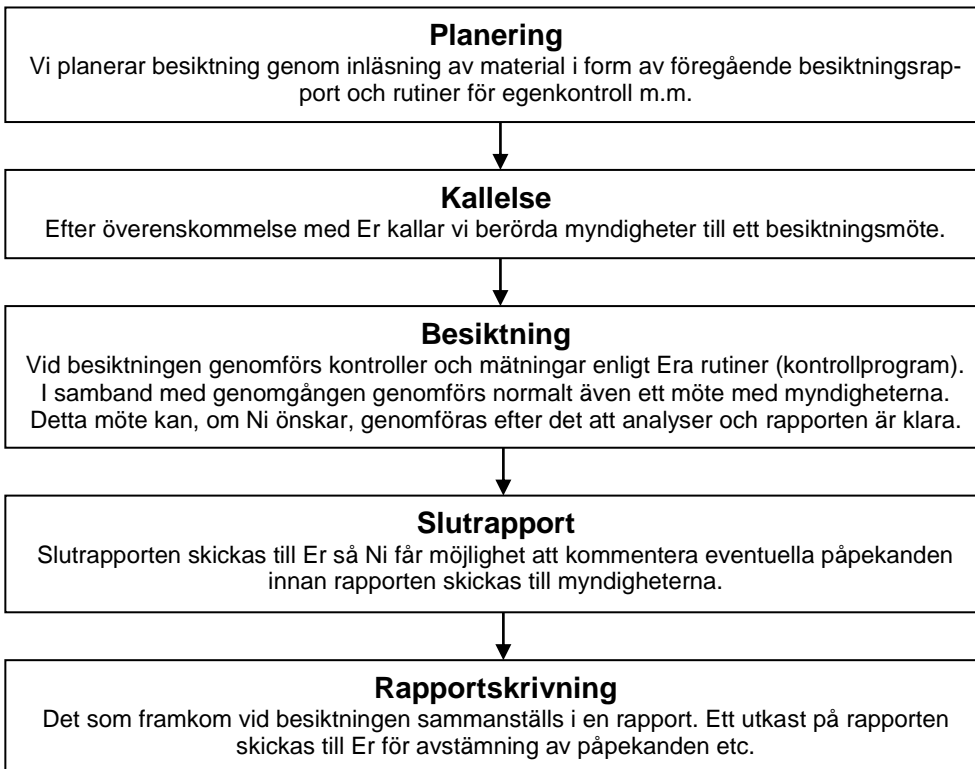 Planering
Vi planerar besiktning genom inläsning av material i form av föregående besiktningsrap-
port och rutiner för egenkontroll m.m.
Kallelse
Efter överenskommelse med Er kallar vi berörda myndigheter till ett besiktningsmöte.
Besiktning
Vid besiktningen genomförs kontroller och mätningar enligt Era rutiner (kontrollprogram).
I samband med genomgången genomförs normalt även ett möte med myndigheterna.
Detta möte kan, om Ni önskar, genomföras efter det att analyser och rapporten är klara.
Slutrapport
Slutrapporten skickas till Er så Ni får möjlighet att kommentera eventuella påpekanden
innan rapporten skickas till myndigheterna.
Rapportskrivning
Det som framkom vid besiktningen sammanställs i en rapport. Ett utkast på rapporten
skickas till Er för avstämning av påpekanden etc.